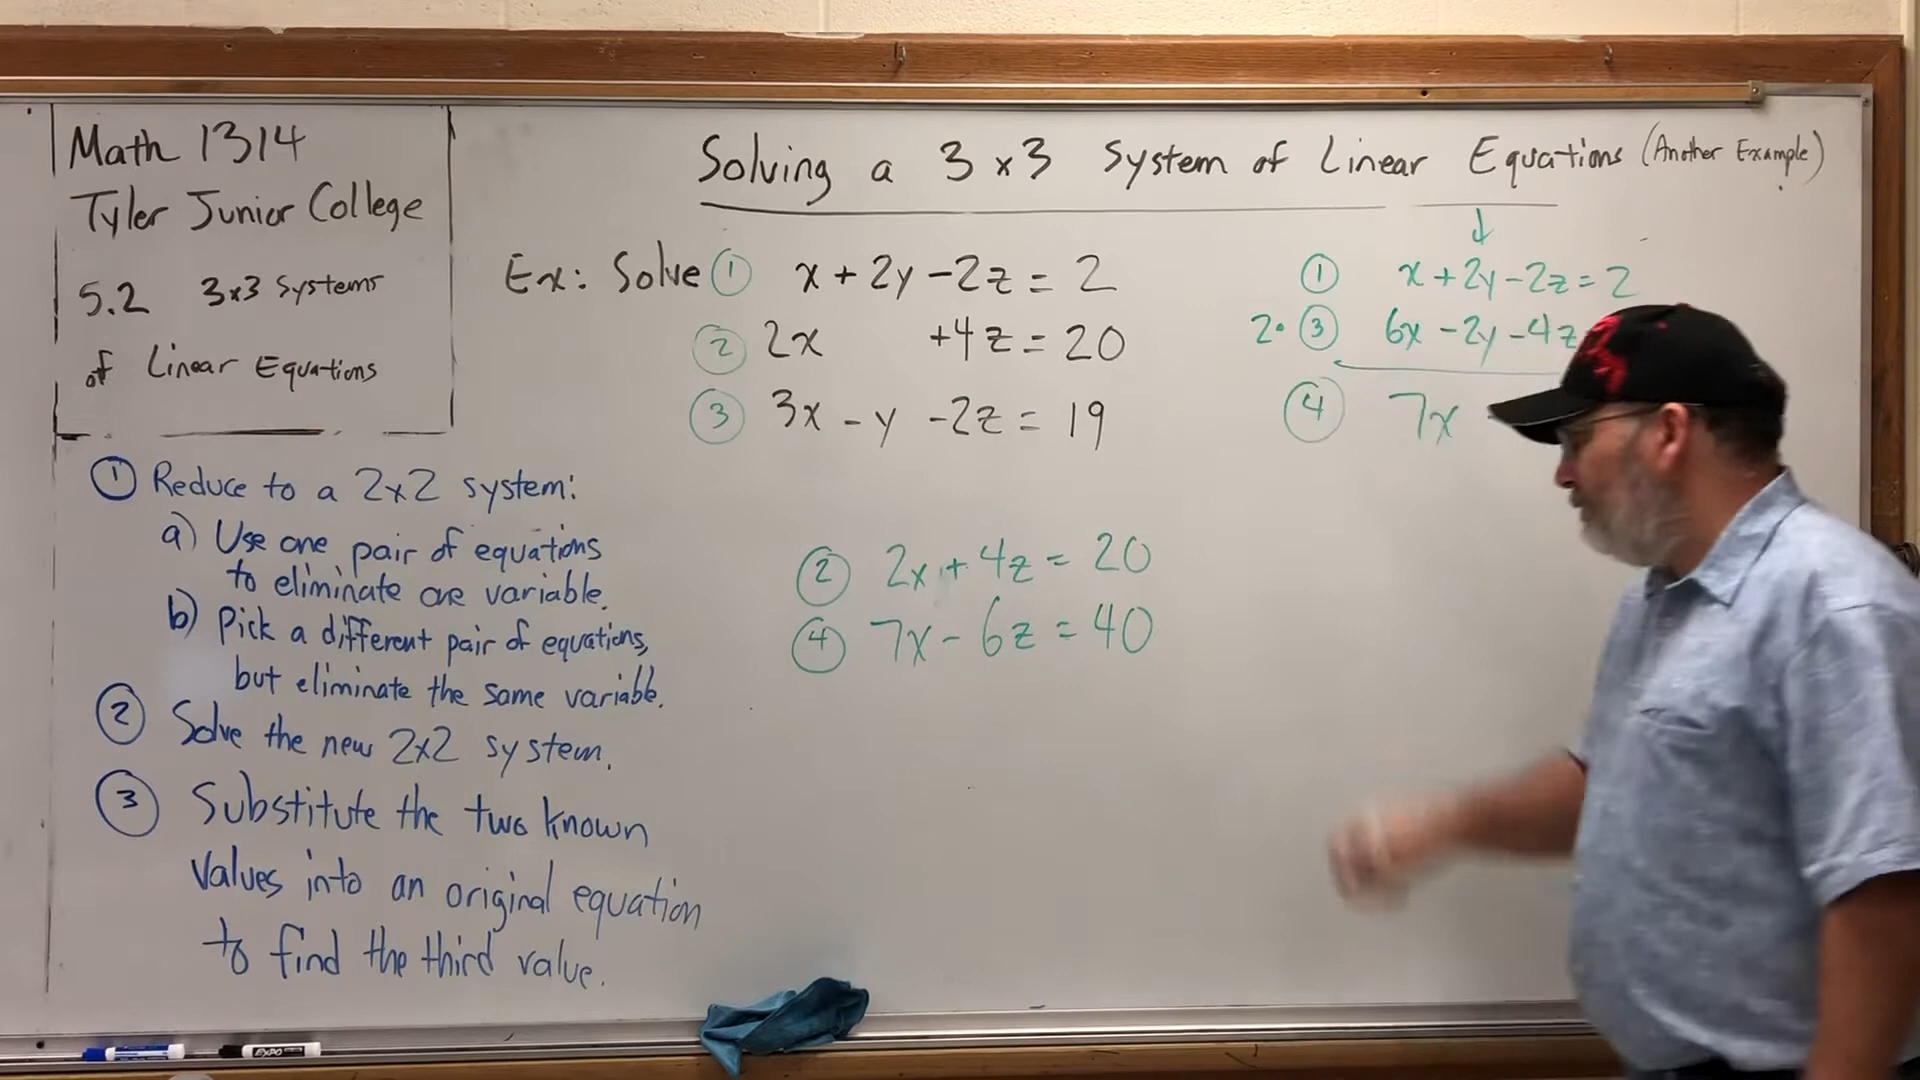 Math 1314
Tyler Junior College
5.2 3x3 Systems
of Linear Equations
Solving a 3x3 System of Linear Equations (Another Example)
Ex: Solve ① x + 2y - 2z = 2
② 2x + 4z = 20
③ 3x - y - 2z = 19
↓
① x + 2y - 2z = 2
2• ③ 6x - 2y - 4z
④ 7x
② 2x + 4z = 20
④ 7x - 6z = 40
① Reduce to a 2x2 system:
a) Use one pair of equations
to eliminate one variable.
b) Pick a different pair of equations,
but eliminate the same variable.
② Solve the new 2x2 system.
③ Substitute the two known
values into an original equation
to find the third value.
EXPO